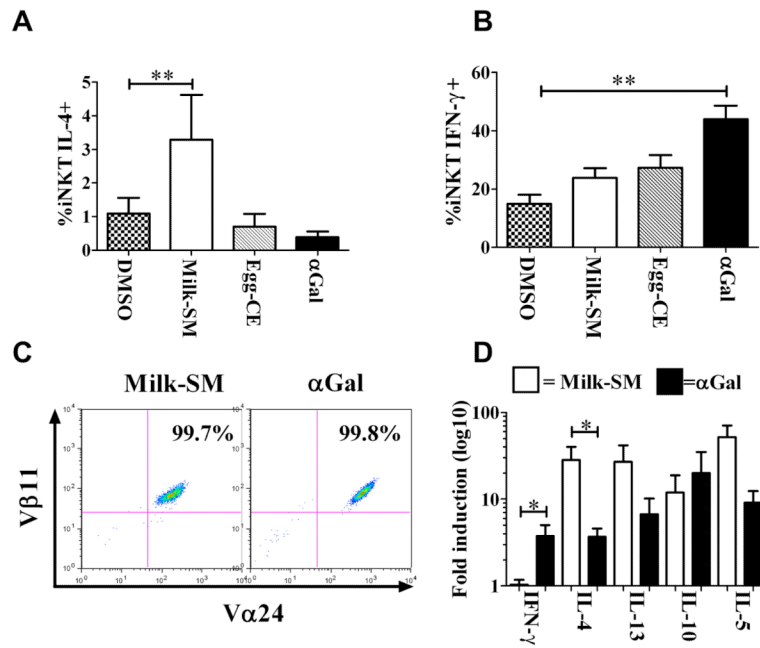 A
%iNKT IL-4+
5
4
3
2
1
0
**
DMSO
Milk-SM
Egg-CE
αGal
B
%iNKT IFN-γ+
60
40
20
0
**
DMSO
Milk-SM
Egg-CE
αGal
C
Milk-SM
αGal
99.7%
99.8%
Vβ11
10⁴
10³
10²
10¹
10⁰
10⁰ 10¹ 10² 10³ 10⁴
10⁴
10³
10²
10¹
10⁰
10⁰ 10¹ 10² 10³ 10⁴
Vα24
D
= Milk-SM =αGal
Fold induction (log10)
100
10
1
*
*
IFN-γ
IL-4
IL-13
IL-10
IL-5